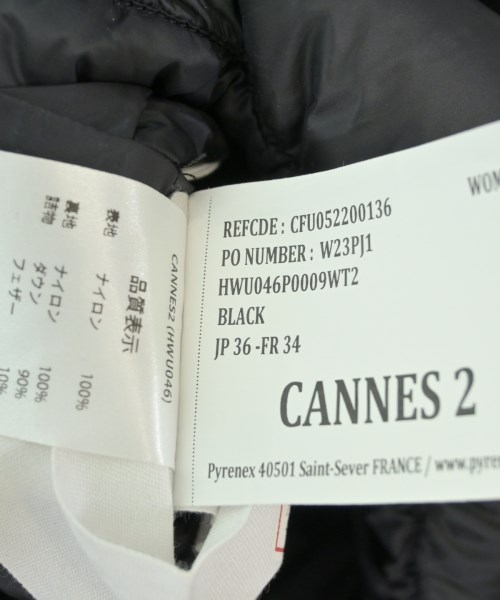 WOM
REFCDE : CFU052200136
PO NUMBER : W23PJ1
HWU046P0009WT2
BLACK
JP 36 -FR 34
CANNES 2
Pyrenex 40501 Saint-Sever FRANCE / www.pyre
CANNES2 (HWU046)
品質表示
表地 ナイロン 100%
裏地 ナイロン 100%
詰物 ダウン 90%
フェザー 10%